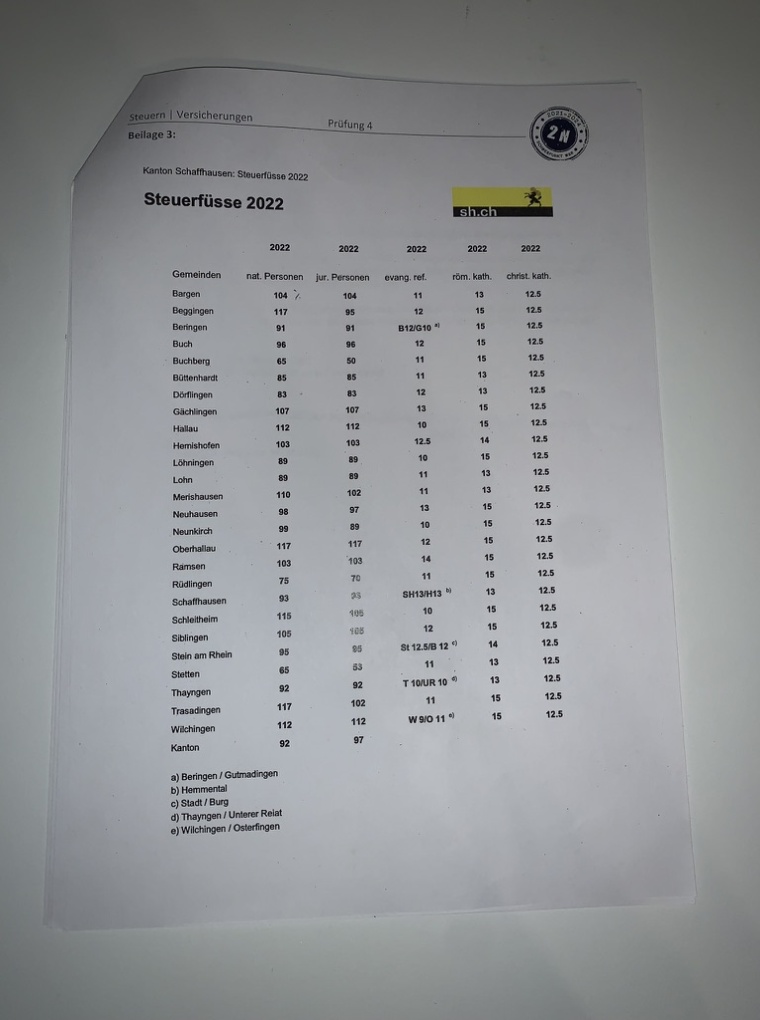 Steuern | Versicherungen Prüfung 4
Beilage 3:
2021-2024
2 N
Kanton Schaffhausen: Steuerfüsse 2022
Steuerfüsse 2022
sh.ch
2022 2022 2022 2022 2022
Gemeinden nat. Personen jur. Personen evang. ref. röm. kath. christ. kath.
Bargen 104 % 104 11 13 12.5
Beggingen 117 95 12 15 12.5
Beringen 91 91 B12/G10 a) 15 12.5
Buch 96 96 12 15 12.5
Buchberg 65 50 11 15 12.5
Büttenhardt 85 85 11 13 12.5
Dörflingen 83 83 12 13 12.5
Gächlingen 107 107 13 15 12.5
Hallau 112 112 10 15 12.5
Hemishofen 103 103 12.5 14 12.5
Löhningen 89 89 10 15 12.5
Lohn 89 89 11 13 12.5
Merishausen 110 102 11 13 12.5
Neuhausen 98 97 13 15 12.5
Neunkirch 99 89 10 15 12.5
Oberhallau 117 117 12 15 12.5
Ramsen 103 103 14 15 12.5
Rüdlingen 75 70 11 15 12.5
Schaffhausen 93 SH13/H13 b) 13 12.5
Schleitheim 115 105 10 15 12.5
Siblingen 105 105 12 15 12.5
Stein am Rhein 95 95 St 12.5/B 12 c) 14 12.5
Stetten 65 53 11 13 12.5
Thayngen 92 92 T 10/UR 10 d) 13 12.5
Trasadingen 117 102 11 15 12.5
Wilchingen 112 112 W 9/O 11 e) 15 12.5
Kanton 92 97
a) Beringen / Gutmadingen
b) Hemmental
c) Stadt / Burg
d) Thayngen / Unterer Reiat
e) Wilchingen / Osterfingen